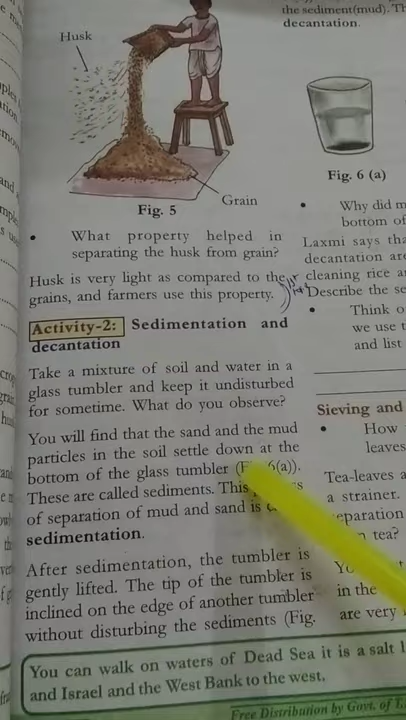 Husk
Grain
Fig. 5
What property helped in
separating the husk from grain?
Husk is very light as compared to the
grains, and farmers use this property.
Activity-2: Sedimentation and
decantation
Take a mixture of soil and water in a
glass tumbler and keep it undisturbed
for sometime. What do you observe?
You will find that the sand and the mud
particles in the soil settle down at the
bottom of the glass tumbler 6(a)).
These are called sediments. This
of separation of mud and sand is
sedimentation.
After sedimentation, the tumbler is
gently lifted. The tip of the tumbler is
inclined on the edge of another tumbler
without disturbing the sediments (Fig.
the sediment(mud).
decantation.
Fig. 6 (a)
Why did
bottom of
Laxmi says
decantation
cleaning rice
Describe the
Think
we use
and list
Sieving and
How
leaves
Tea-leaves
a strainer.
tea?
in the
are very
You can walk on waters of Dead Sea it is a salt
and Israel and the West Bank to the west.
Free Distribution by Govt. of